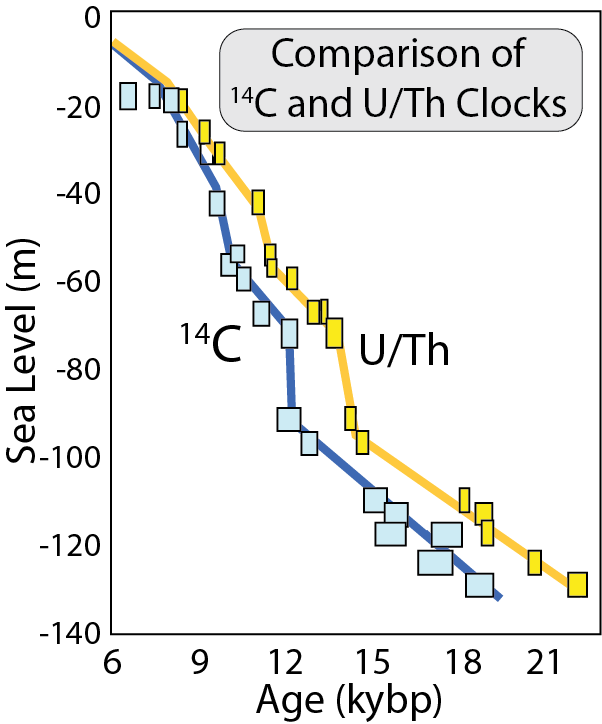 Comparison of
¹⁴C and U/Th Clocks
Sea Level (m)
0
-20
-40
-60
-80
-100
-120
-140
¹⁴C
U/Th
6 9 12 15 18 21
Age (kybp)